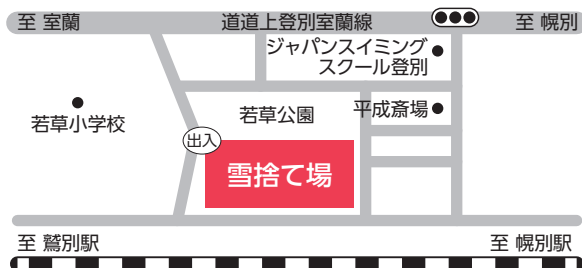 至 室蘭
道道上登別室蘭線
至 幌別
ジャパンスイミング
スクール登別
若草小学校
若草公園
平成斎場
出入
雪捨て場
至 鷲別駅
至 幌別駅